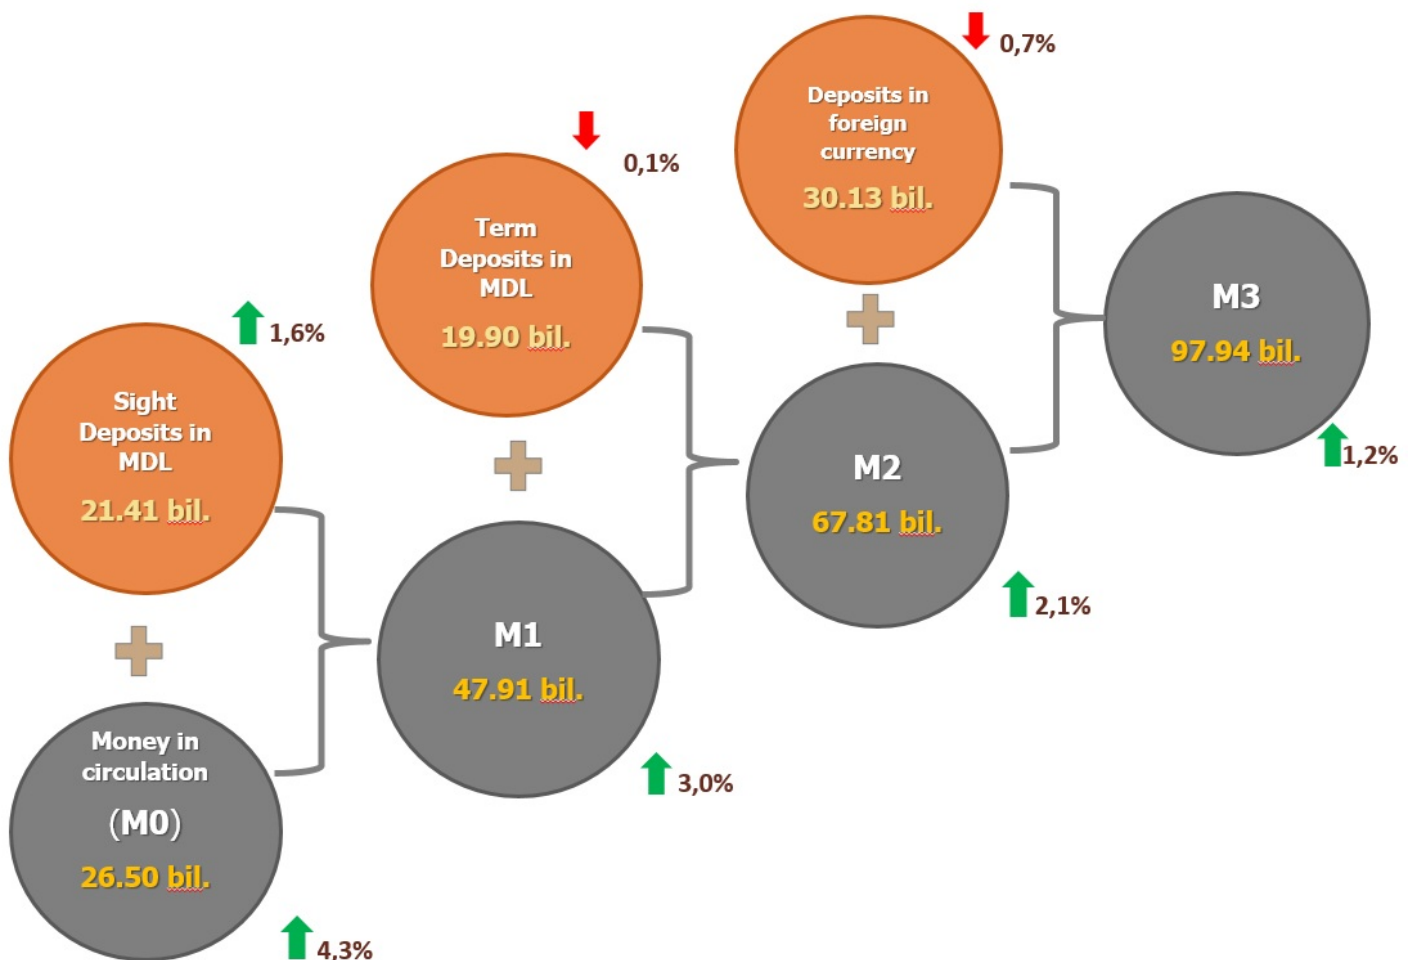 Sight
Deposits in
MDL
21.41 bil.
1,6%
Money in
circulation
(M0)
26.50 bil.
4,3%
Term
Deposits in
MDL
19.90 bil.
0,1%
M1
47.91 bil.
3,0%
Deposits in
foreign
currency
30.13 bil.
0,7%
M2
67.81 bil.
2,1%
M3
97.94 bil.
1,2%